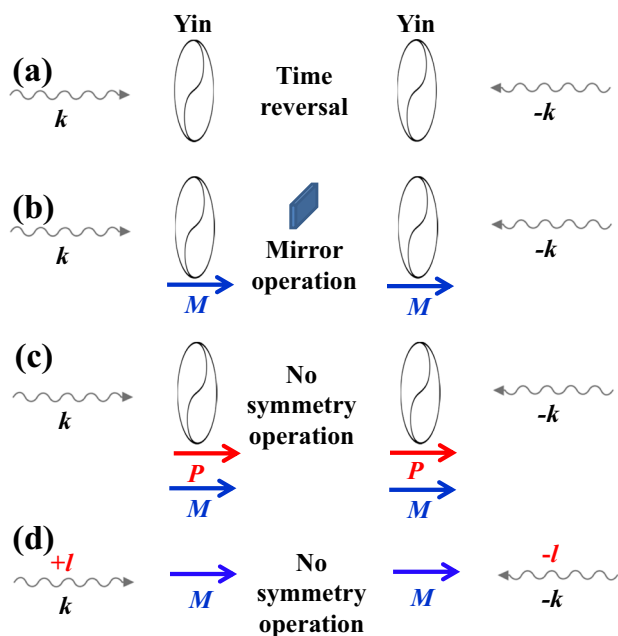 Yin Yin
(a) Time
reversal
k -k
(b)
k Mirror -k
operation
M M
(c) No
symmetry
k operation -k
P P
M M
(d) +l No -l
symmetry
k M operation M -k